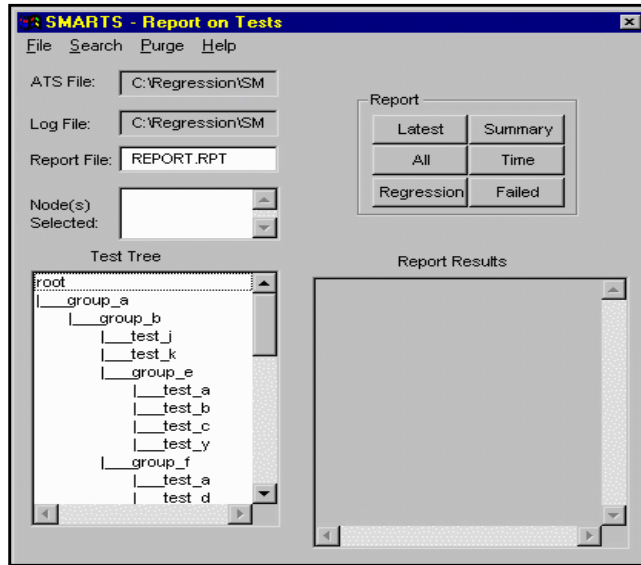 SMARTS - Report on Tests
File Search Purge Help
ATS File: C:\Regression\SM
Log File: C:\Regression\SM
Report File: REPORT.RPT
Node(s)
Selected:
Report
Latest Summary
All Time
Regression Failed
Test Tree
root
|___group_a
|___group_b
|___test_j
|___test_k
|___group_e
|___test_a
|___test_b
|___test_c
|___test_y
|___group_f
|___test_a
|___test_d
Report Results